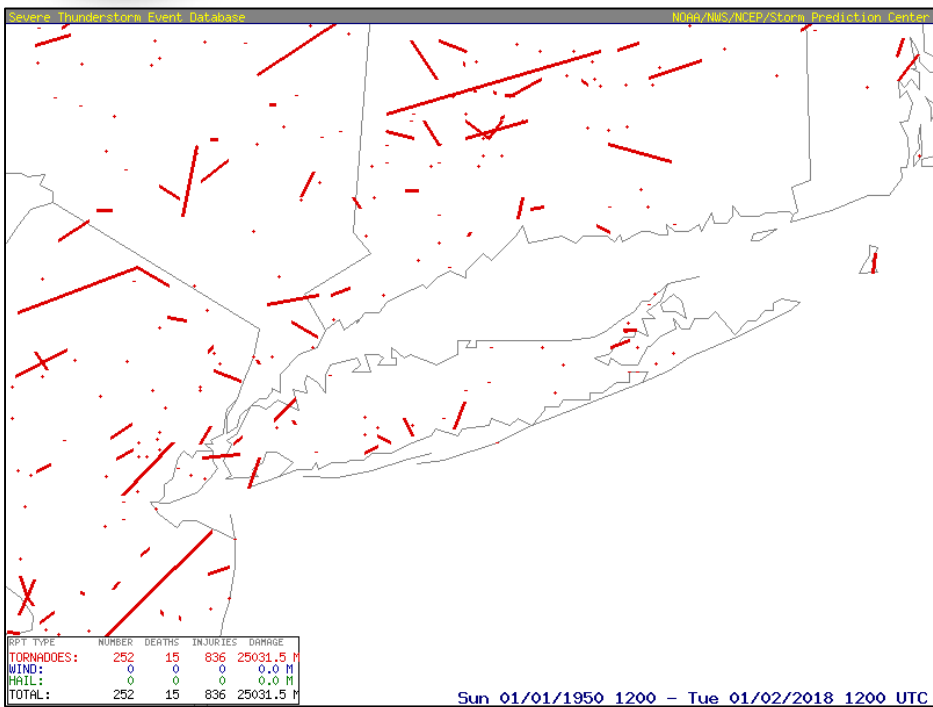 Severe Thunderstorm Event Database NOAA/NWS/NCEP/Storm Prediction Center
RPT TYPE NUMBER DEATHS INJURIES DAMAGE
TORNADOES: 252 15 836 25031.5 M
WIND: 0 0 0 0.0 M
HAIL: 0 0 0 0.0 M
TOTAL: 252 15 836 25031.5 M
Sun 01/01/1950 1200 – Tue 01/02/2018 1200 UTC